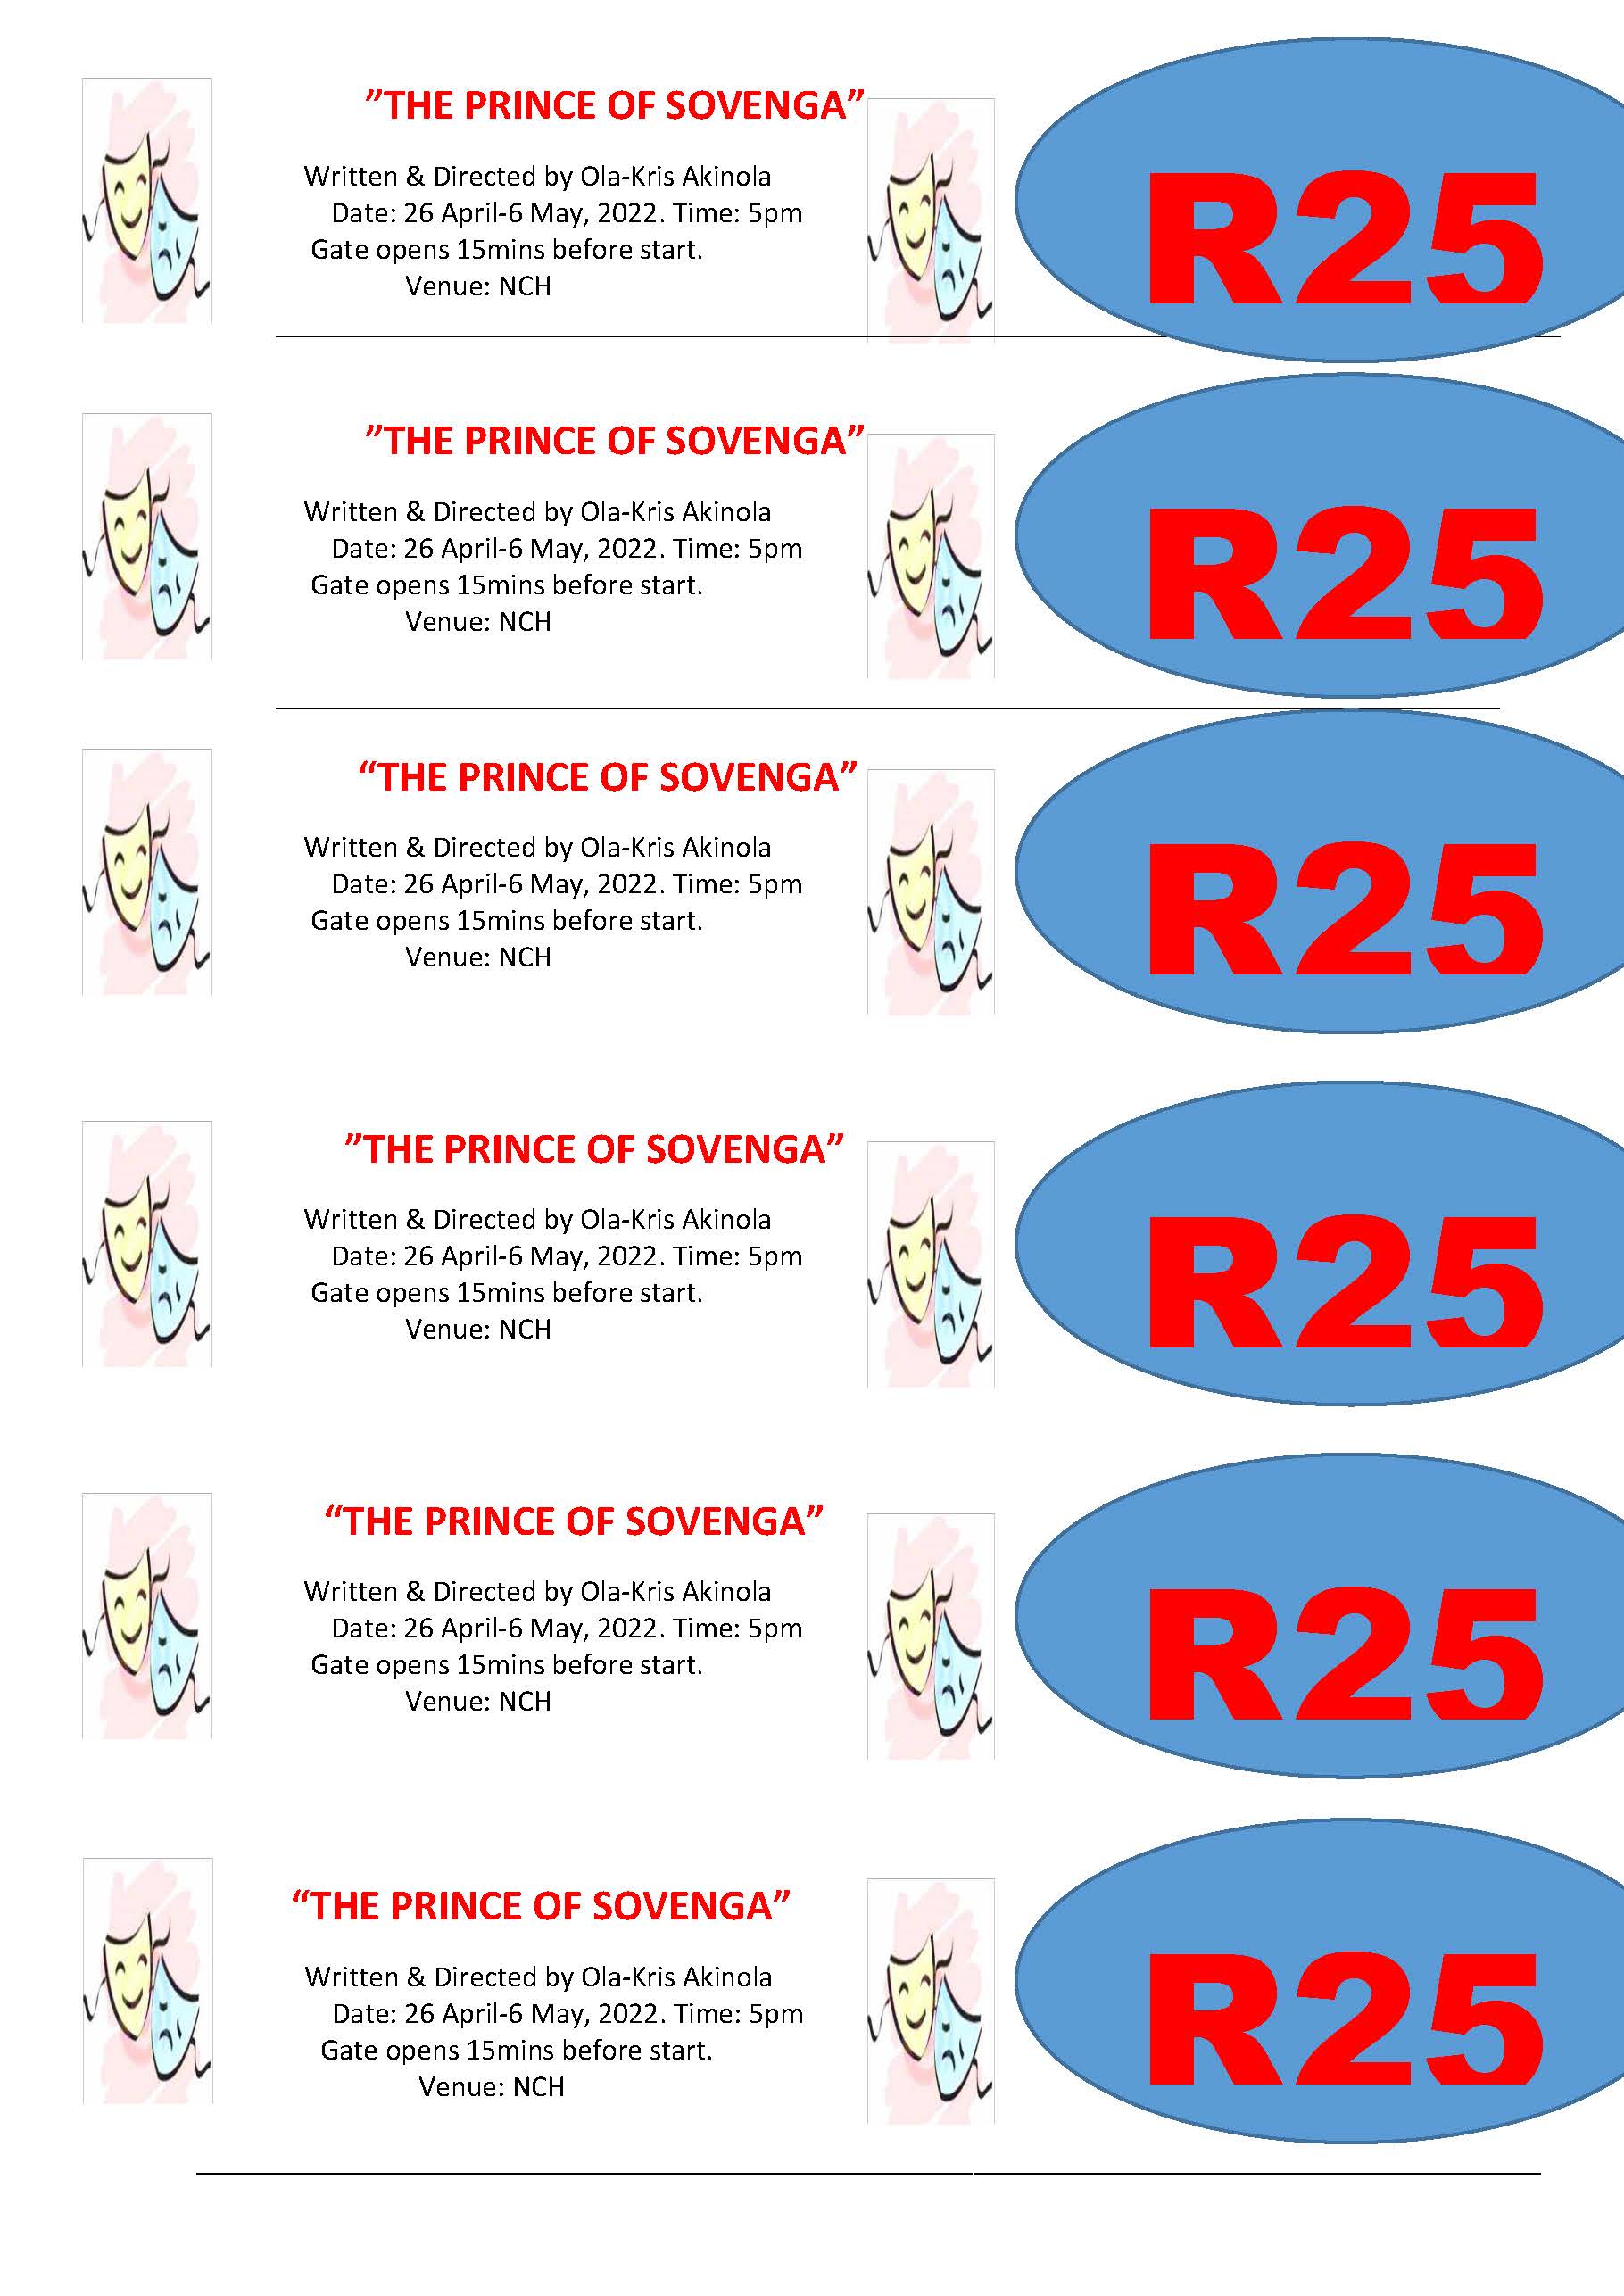 ”THE PRINCE OF SOVENGA”
Written & Directed by Ola-Kris Akinola
Date: 26 April-6 May, 2022. Time: 5pm
Gate opens 15mins before start.
Venue: NCH
R25
”THE PRINCE OF SOVENGA”
Written & Directed by Ola-Kris Akinola
Date: 26 April-6 May, 2022. Time: 5pm
Gate opens 15mins before start.
Venue: NCH
R25
“THE PRINCE OF SOVENGA”
Written & Directed by Ola-Kris Akinola
Date: 26 April-6 May, 2022. Time: 5pm
Gate opens 15mins before start.
Venue: NCH
R25
”THE PRINCE OF SOVENGA”
Written & Directed by Ola-Kris Akinola
Date: 26 April-6 May, 2022. Time: 5pm
Gate opens 15mins before start.
Venue: NCH
R25
“THE PRINCE OF SOVENGA”
Written & Directed by Ola-Kris Akinola
Date: 26 April-6 May, 2022. Time: 5pm
Gate opens 15mins before start.
Venue: NCH
R25
“THE PRINCE OF SOVENGA”
Written & Directed by Ola-Kris Akinola
Date: 26 April-6 May, 2022. Time: 5pm
Gate opens 15mins before start.
Venue: NCH
R25